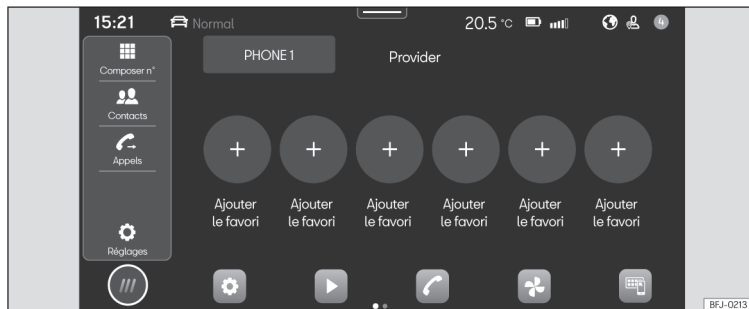 15:21 Normal 20.5 °C 4
PHONE 1 Provider
Composer n°
Contacts
Appels
Réglages
+ + + + + +
Ajouter Ajouter Ajouter Ajouter Ajouter Ajouter
le favori le favori le favori le favori le favori le favori
BFJ-0213